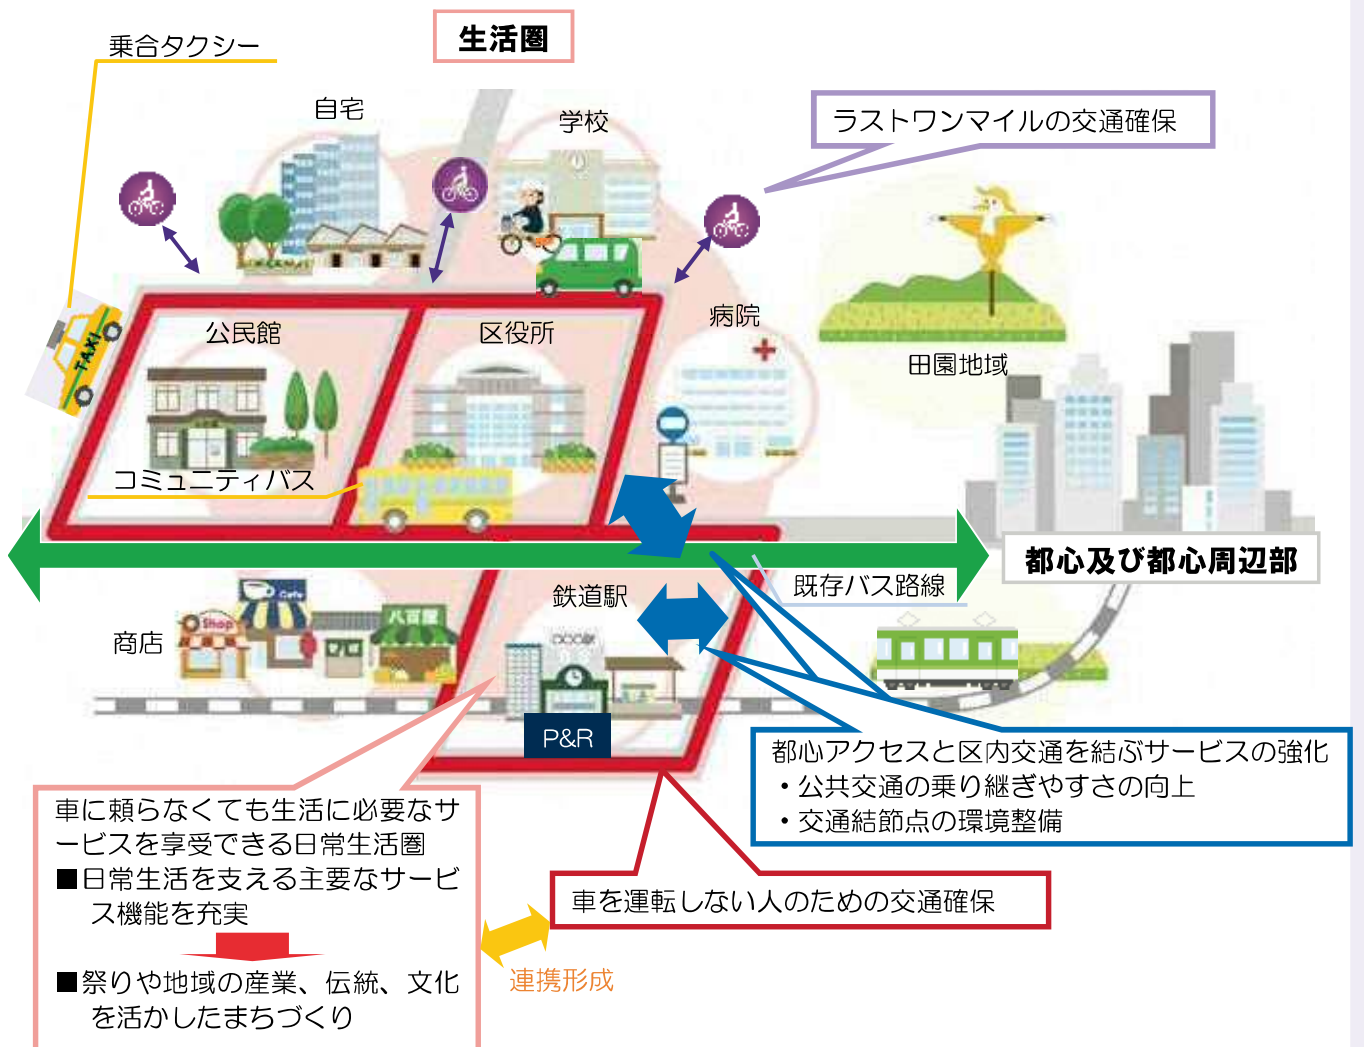 生活圏
乗合タクシー
自宅
学校
ラストワンマイルの交通確保
TAXI
公民館
区役所
病院
田園地域
コミュニティバス
都心及び都心周辺部
既存バス路線
鉄道駅
商店
Shop
Cafe
八百屋
P&R
都心アクセスと区内交通を結ぶサービスの強化
・公共交通の乗り継ぎやすさの向上
・交通結節点の環境整備
車に頼らなくても生活に必要なサ
ービスを享受できる日常生活圏
■日常生活を支える主要なサービ
ス機能を充実
■祭りや地域の産業、伝統、文化
を活かしたまちづくり
車を運転しない人のための交通確保
連携形成